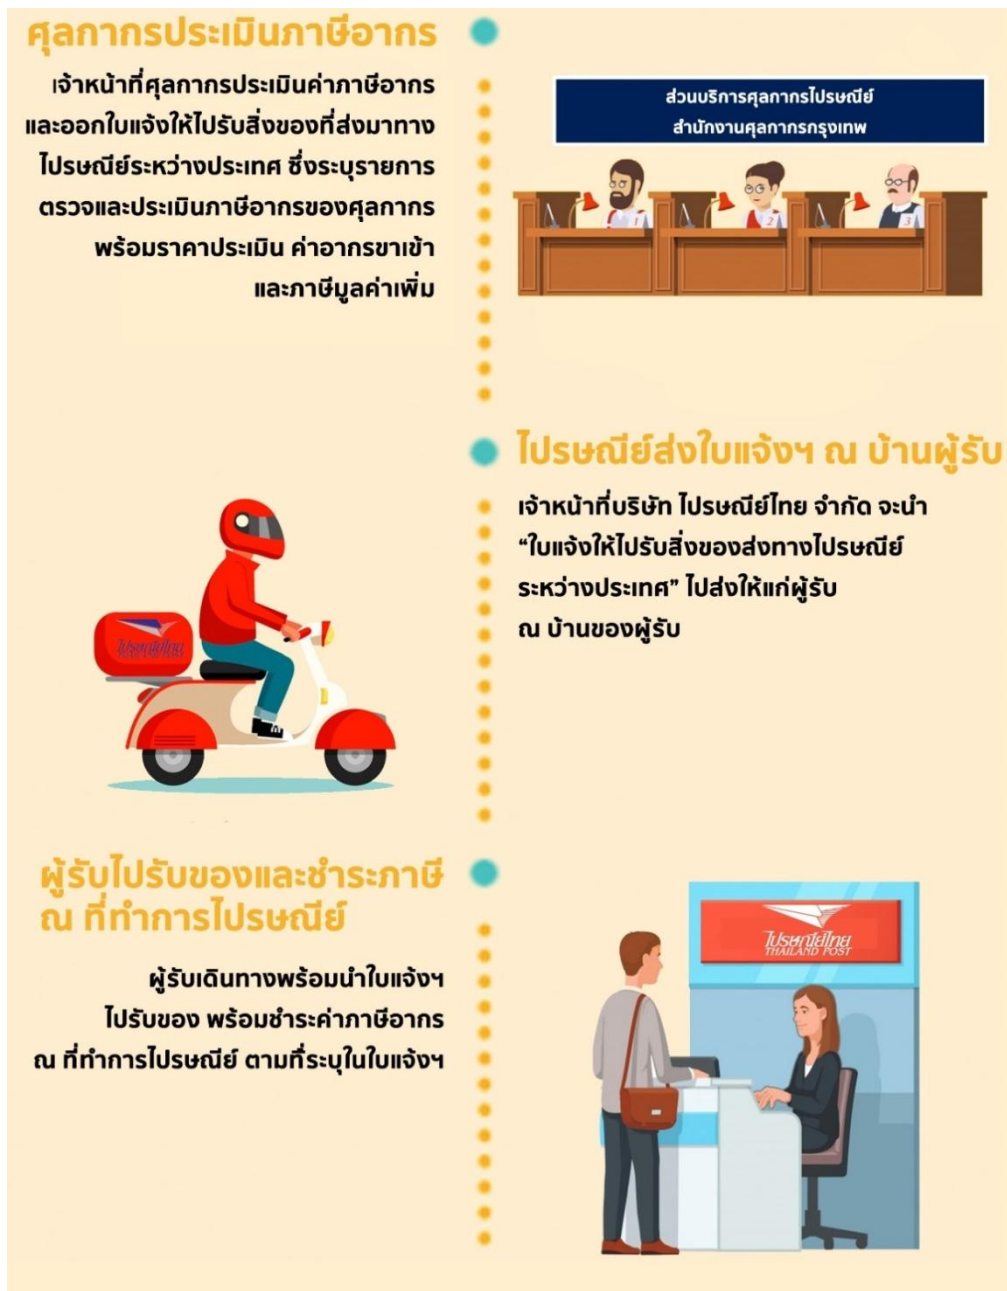 ศุลกากรประเมินภาษีอากร
เจ้าหน้าที่ศุลกากรประเมินค่าภาษีอากร
และออกใบแจ้งให้ไปรับสิ่งของที่ส่งมาทาง
ไปรษณีย์ระหว่างประเทศ ซึ่งระบุรายการ
ตรวจและประเมินภาษีอากรของศุลกากร
พร้อมราคาประเมิน ค่าอากรขาเข้า
และภาษีมูลค่าเพิ่ม
ส่วนบริการศุลกากรไปรษณีย์
สำนักงานศุลกากรกรุงเทพ
1
2
3
ไปรษณีย์ส่งใบแจ้งฯ ณ บ้านผู้รับ
เจ้าหน้าที่บริษัท ไปรษณีย์ไทย จำกัด จะนำ
“ใบแจ้งให้ไปรับสิ่งของส่งทางไปรษณีย์
ระหว่างประเทศ” ไปส่งให้แก่ผู้รับ
ณ บ้านของผู้รับ
ไปรษณีย์ไทย
ผู้รับไปรับของและชำระภาษี
ณ ที่ทำการไปรษณีย์
ผู้รับเดินทางพร้อมนำใบแจ้งฯ
ไปรับของ พร้อมชำระค่าภาษีอากร
ณ ที่ทำการไปรษณีย์ ตามที่ระบุในใบแจ้งฯ
ไปรษณีย์ไทย
THAILAND POST